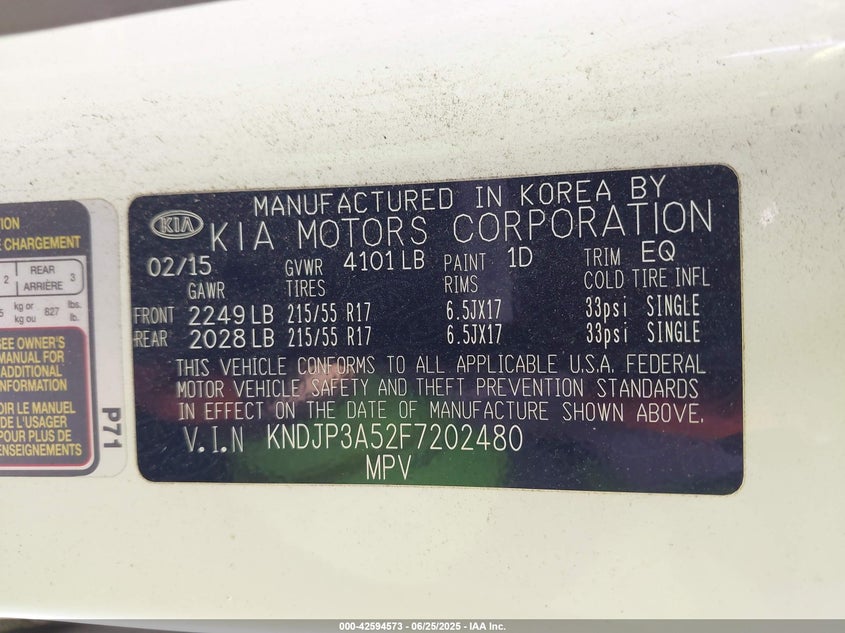 MANUFACTURED IN KOREA BY
KIA KIA MOTORS CORPORATION
02/15 GVWR 4101 LB PAINT 1D TRIM EQ
GAWR TIRES RIMS COLD TIRE INFL
FRONT 2249 LB 215/55 R17 6.5JX17 33psi SINGLE
REAR 2028 LB 215/55 R17 6.5JX17 33psi SINGLE
THIS VEHICLE CONFORMS TO ALL APPLICABLE U.S.A. FEDERAL
MOTOR VEHICLE SAFETY AND THEFT PREVENTION STANDARDS
IN EFFECT ON THE DATE OF MANUFACTURE SHOWN ABOVE.
V.I.N KNDJP3A52F7202480
MPV
CHARGEMENT
2 REAR ARRIÈRE 3
kg or kg ou 827 lbs. lb.
SEE OWNER'S
MANUAL FOR
ADDITIONAL
INFORMATION
LE MANUEL
DE L'USAGER
POUR PLUS DE
RENSEIGNEMENTS
P71
000-42594573 - 06/25/2025 - IAA Inc.